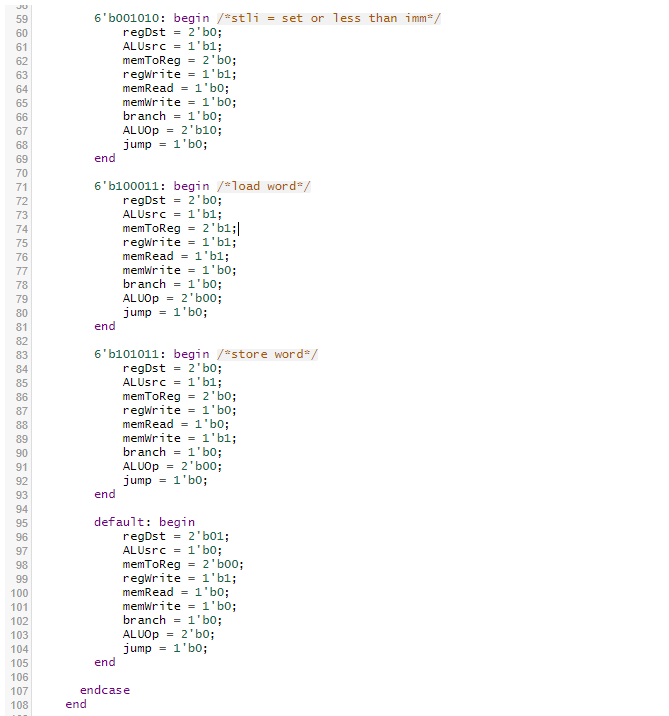 59 6'b001010: begin /*stli = set or less than imm*/
60 regDst = 2'b0;
61 ALUsrc = 1'b1;
62 memToReg = 2'b0;
63 regWrite = 1'b1;
64 memRead = 1'b0;
65 memWrite = 1'b0;
66 branch = 1'b0;
67 ALUOp = 2'b10;
68 jump = 1'b0;
69 end
70
71 6'b100011: begin /*load word*/
72 regDst = 2'b0;
73 ALUsrc = 1'b1;
74 memToReg = 2'b1;
75 regWrite = 1'b1;
76 memRead = 1'b1;
77 memWrite = 1'b0;
78 branch = 1'b0;
79 ALUOp = 2'b00;
80 jump = 1'b0;
81 end
82
83 6'b101011: begin /*store word*/
84 regDst = 2'b0;
85 ALUsrc = 1'b1;
86 memToReg = 2'b0;
87 regWrite = 1'b0;
88 memRead = 1'b0;
89 memWrite = 1'b1;
90 branch = 1'b0;
91 ALUOp = 2'b00;
92 jump = 1'b0;
93 end
94
95 default: begin
96 regDst = 2'b01;
97 ALUsrc = 1'b0;
98 memToReg = 2'b00;
99 regWrite = 1'b1;
100 memRead = 1'b0;
101 memWrite = 1'b0;
102 branch = 1'b0;
103 ALUOp = 2'b0;
104 jump = 1'b0;
105 end
106
107 endcase
108 end